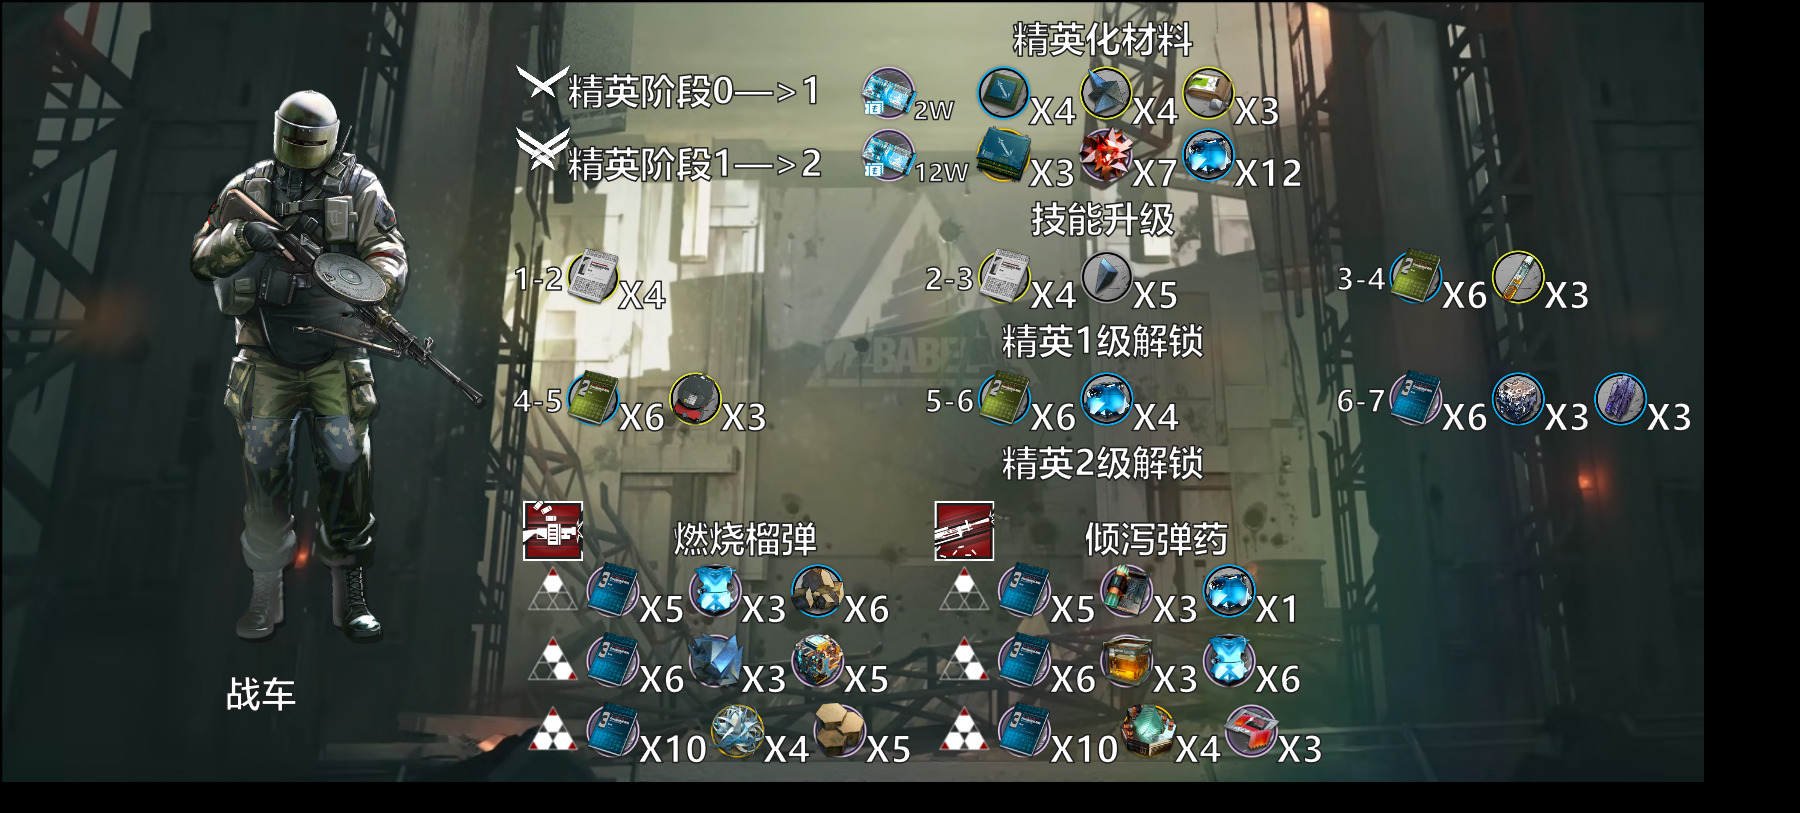 精英化材料
精英阶段0—>1 2W X4 X4 X3
精英阶段1—>2 12W X3 X7 X12
技能升级
1-2 X4 2-3 X4 X5 3-4 X6 X3
精英1级解锁
BABEL
4-5 X6 X3 5-6 X6 X4 6-7 X6 X3 X3
精英2级解锁
燃烧榴弹 倾泻弹药
X5 X3 X6 X5 X3 X1
X6 X3 X5 X6 X3 X6
战车
X10 X4 X5 X10 X4 X3